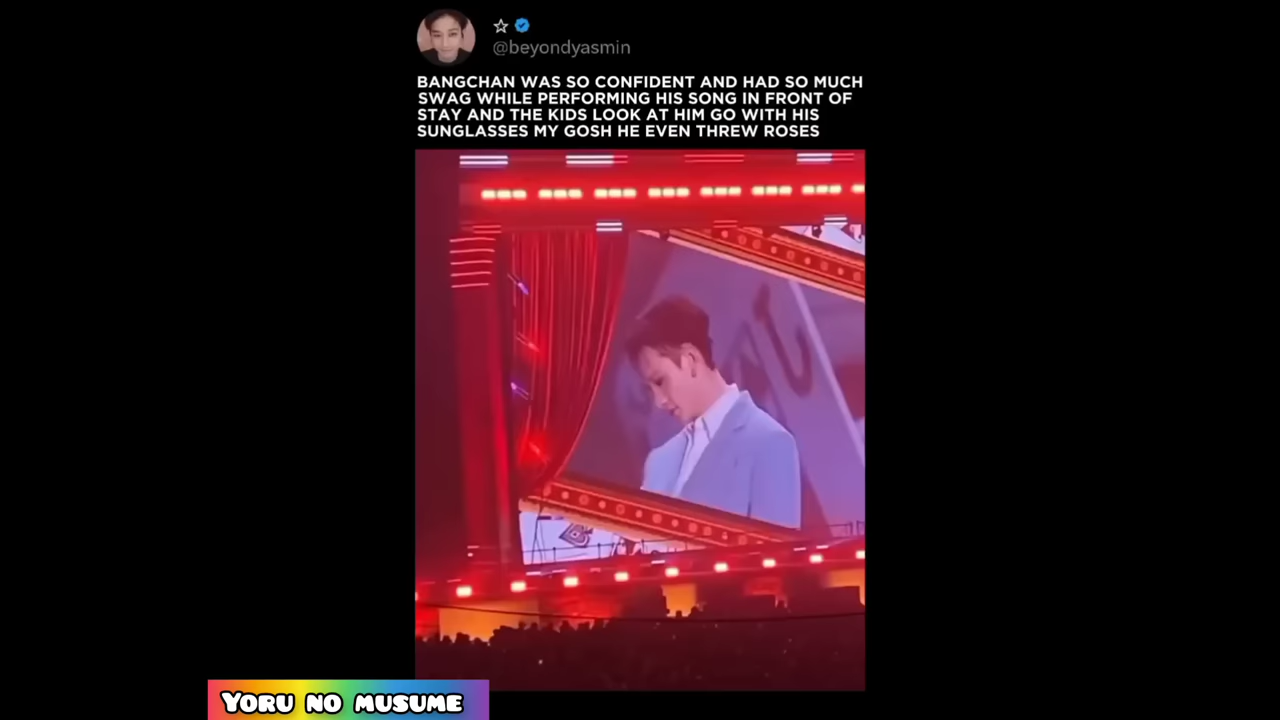 @beyondyasmin
BANGCHAN WAS SO CONFIDENT AND HAD SO MUCH
SWAG WHILE PERFORMING HIS SONG IN FRONT OF
STAY AND THE KIDS LOOK AT HIM GO WITH HIS
SUNGLASSES MY GOSH HE EVEN THREW ROSES
YORU NO MUSUME